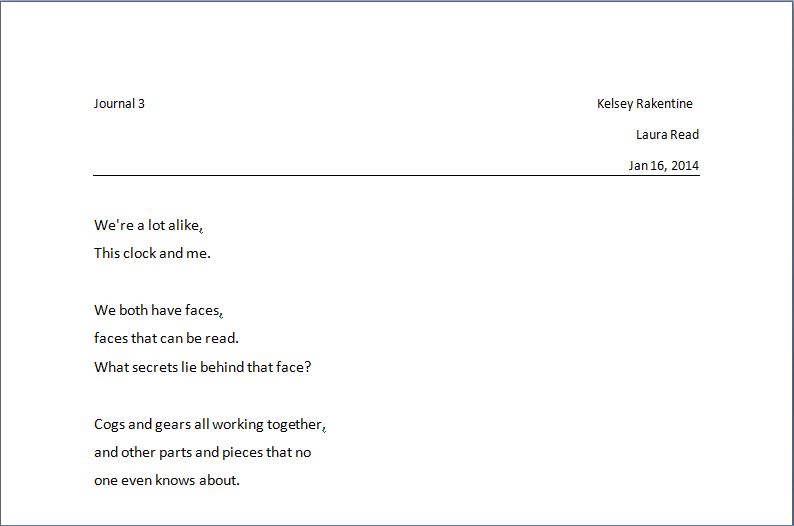 Journal 3 Kelsey Rakentine
Laura Read
Jan 16, 2014
We're a lot alike,
This clock and me.
We both have faces,
faces that can be read.
What secrets lie behind that face?
Cogs and gears all working together,
and other parts and pieces that no
one even knows about.